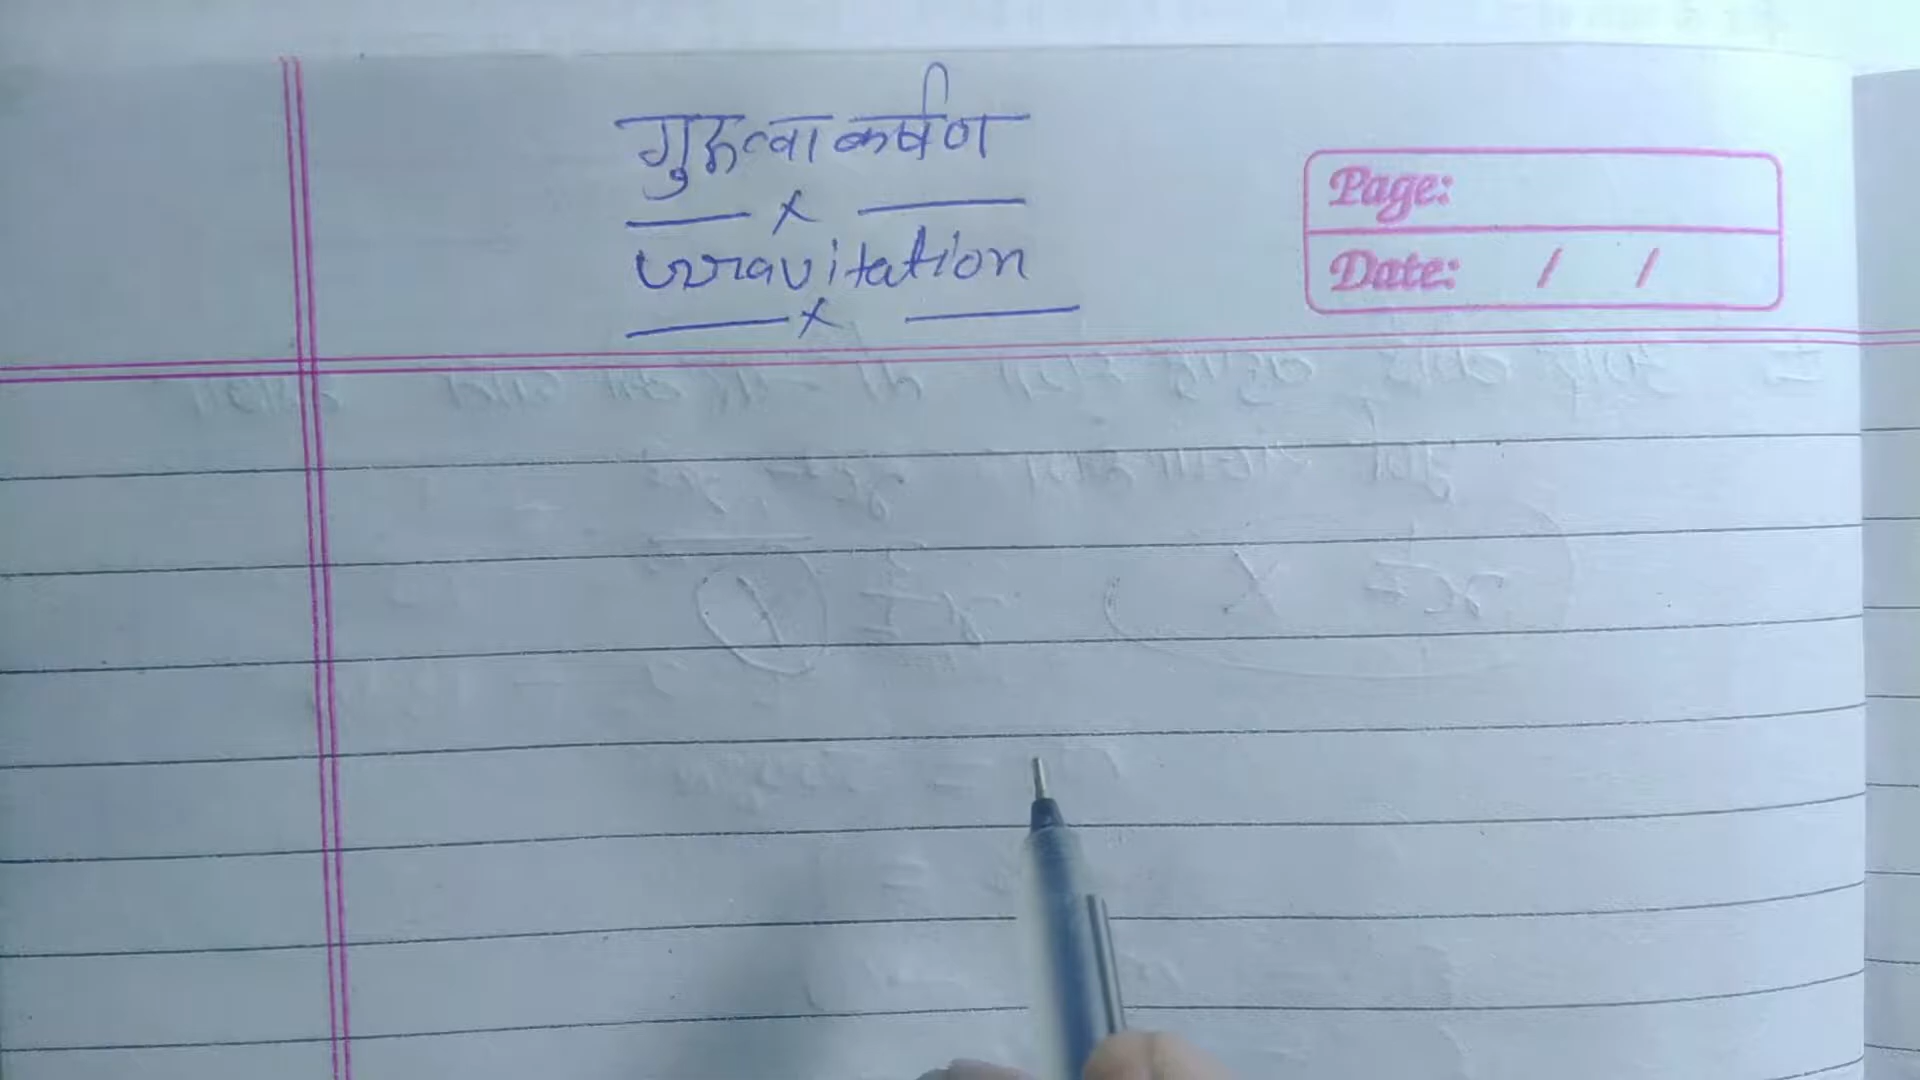 गुरुत्वाकर्षण
x
Gravitation
x
Page:
Date: / /